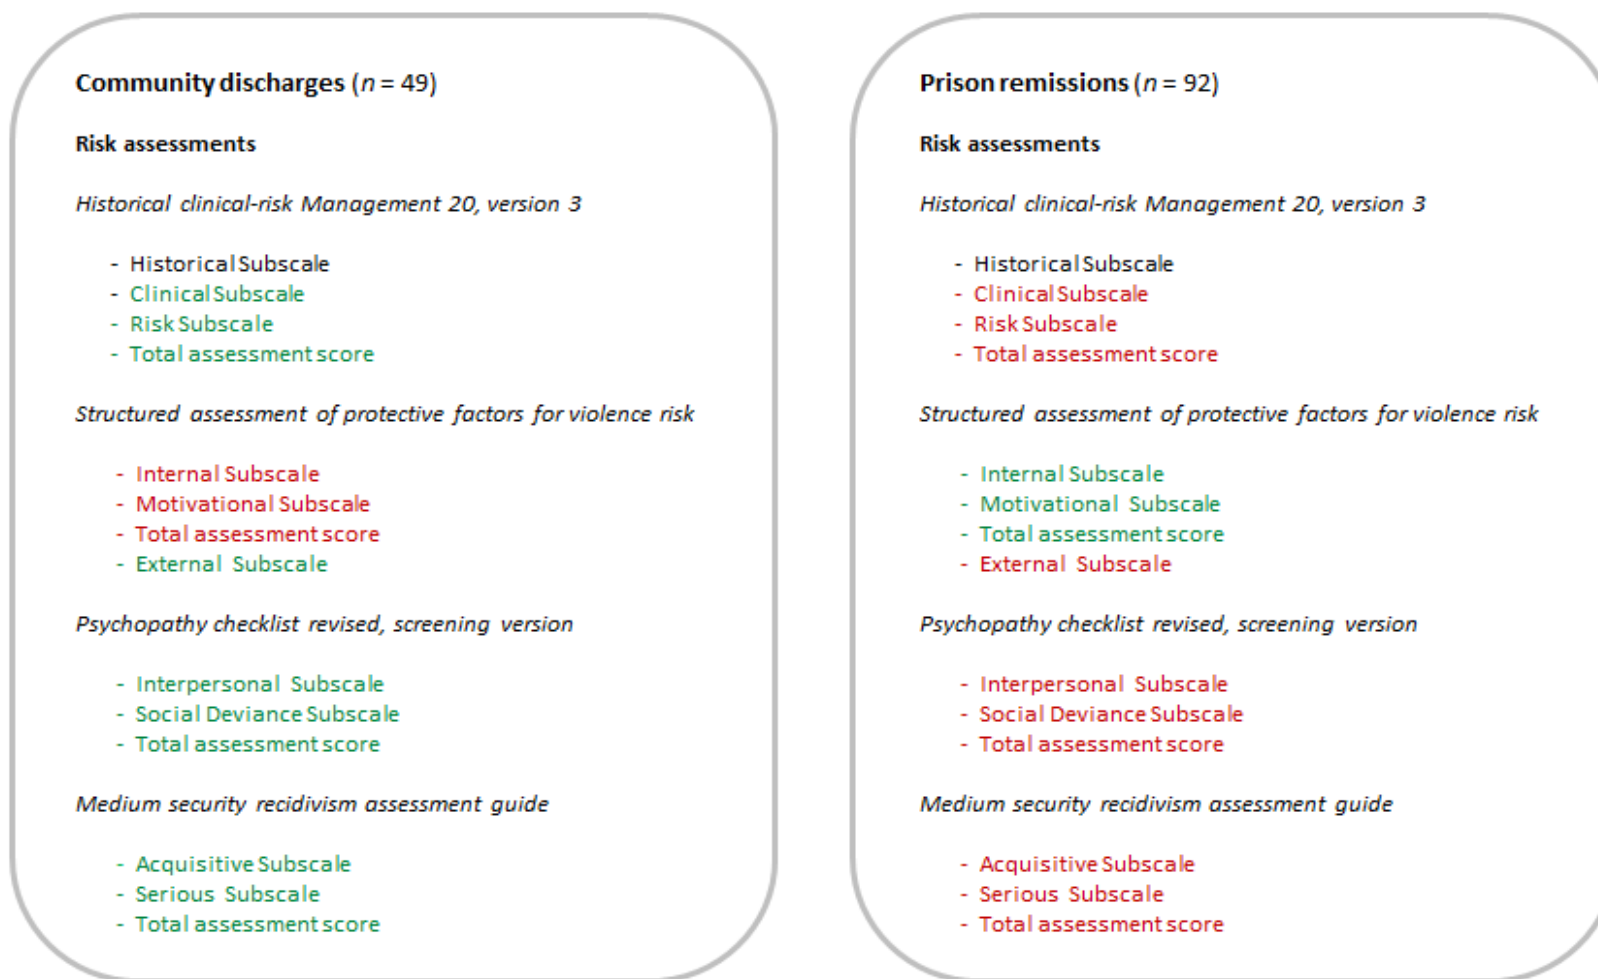 Community discharges (n = 49)
Risk assessments
Historical clinical-risk Management 20, version 3
- Historical Subscale
- Clinical Subscale
- Risk Subscale
- Total assessment score
Structured assessment of protective factors for violence risk
- Internal Subscale
- Motivational Subscale
- Total assessment score
- External Subscale
Psychopathy checklist revised, screening version
- Interpersonal Subscale
- Social Deviance Subscale
- Total assessment score
Medium security recidivism assessment guide
- Acquisitive Subscale
- Serious Subscale
- Total assessment score
Prison remissions (n = 92)
Risk assessments
Historical clinical-risk Management 20, version 3
- Historical Subscale
- Clinical Subscale
- Risk Subscale
- Total assessment score
Structured assessment of protective factors for violence risk
- Internal Subscale
- Motivational Subscale
- Total assessment score
- External Subscale
Psychopathy checklist revised, screening version
- Interpersonal Subscale
- Social Deviance Subscale
- Total assessment score
Medium security recidivism assessment guide
- Acquisitive Subscale
- Serious Subscale
- Total assessment score